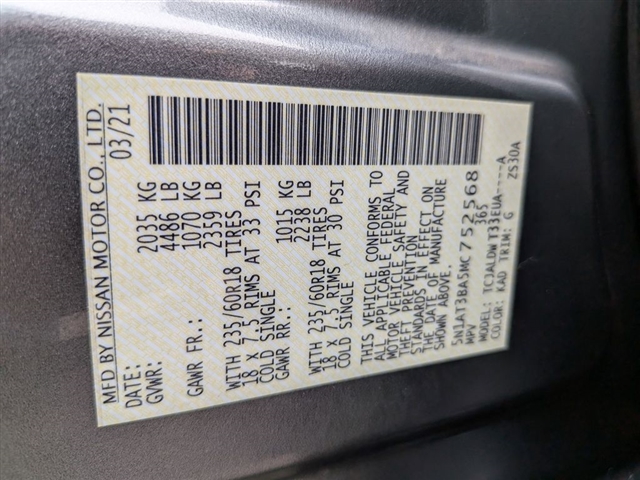 MFD BY NISSAN MOTOR CO., LTD.
DATE: 03/21
GVWR: 2035 KG
4486 LB
GAWR FR.: 1070 KG
2359 LB
WITH 235/60R18 TIRES
18 X 7.5 RIMS AT 33 PSI
COLD SINGLE
GAWR RR.: 1015 KG
2238 LB
WITH 235/60R18 TIRES
18 X 7.5 RIMS AT 30 PSI
COLD SINGLE
THIS VEHICLE CONFORMS TO
ALL APPLICABLE FEDERAL
MOTOR VEHICLE SAFETY AND
THEFT PREVENTION
STANDARDS IN EFFECT ON
THE DATE OF MANUFACTURE
SHOWN ABOVE.
5N1AT3BA5MC752568
MPV 365
MODEL: TCJALDWT33EUA----A
COLOR: KAD TRIM: G ZS30A